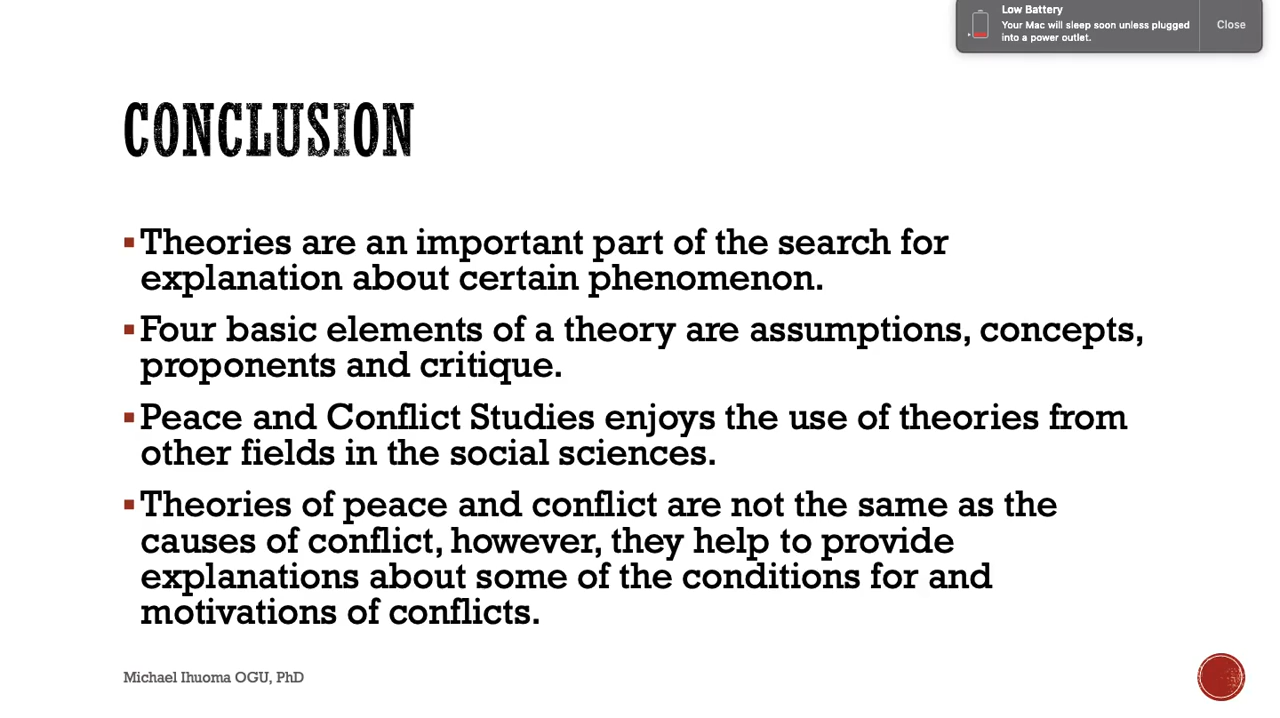 Low Battery
Your Mac will sleep soon unless plugged
into a power outlet.
Close
CONCLUSION
▪Theories are an important part of the search for
explanation about certain phenomenon.
▪Four basic elements of a theory are assumptions, concepts,
proponents and critique.
▪Peace and Conflict Studies enjoys the use of theories from
other fields in the social sciences.
▪Theories of peace and conflict are not the same as the
causes of conflict, however, they help to provide
explanations about some of the conditions for and
motivations of conflicts.
Michael Ihuoma OGU, PhD